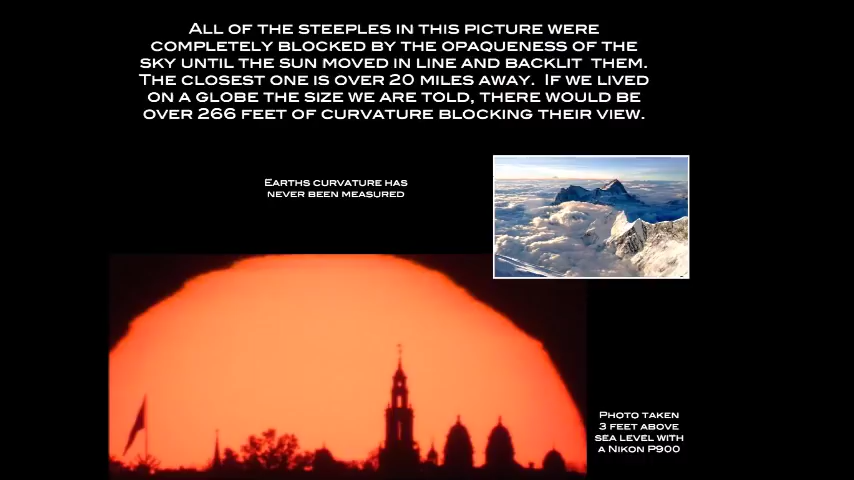 ALL OF THE STEEPLES IN THIS PICTURE WERE
COMPLETELY BLOCKED BY THE OPAQUENESS OF THE
SKY UNTIL THE SUN MOVED IN LINE AND BACKLIT THEM.
THE CLOSEST ONE IS OVER 20 MILES AWAY. IF WE LIVED
ON A GLOBE THE SIZE WE ARE TOLD, THERE WOULD BE
OVER 266 FEET OF CURVATURE BLOCKING THEIR VIEW.
EARTHS CURVATURE HAS
NEVER BEEN MEASURED
PHOTO TAKEN
3 FEET ABOVE
SEA LEVEL WITH
A NIKON P900